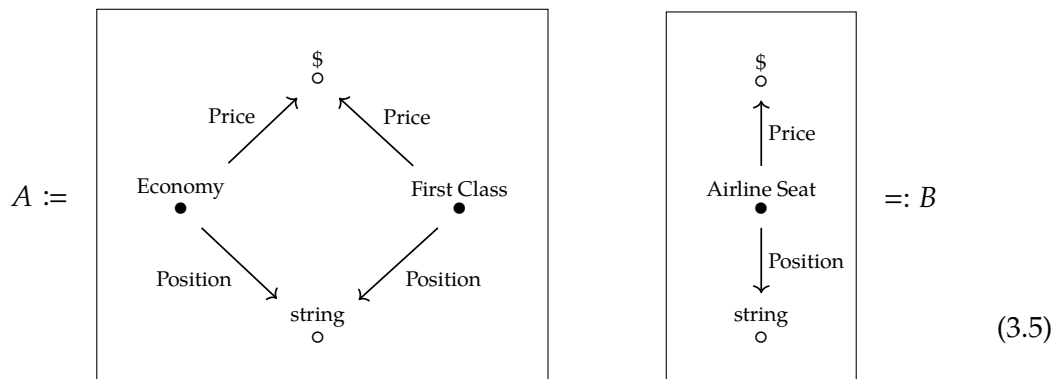 $ $
Price Price Price
A := Economy First Class Airline Seat =: B
Position Position Position
string string
(3.5)